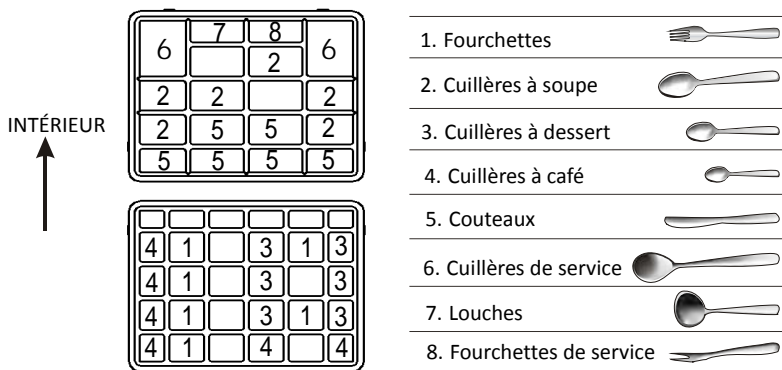 7 8
6 6
2
2 2 2
INTÉRIEUR
2 5 5 2
5 5 5 5
4 1 3 1 3
4 1 3 3
4 1 3 1 3
4 1 4 4
1. Fourchettes
2. Cuillères à soupe
3. Cuillères à dessert
4. Cuillères à café
5. Couteaux
6. Cuillères de service
7. Louches
8. Fourchettes de service